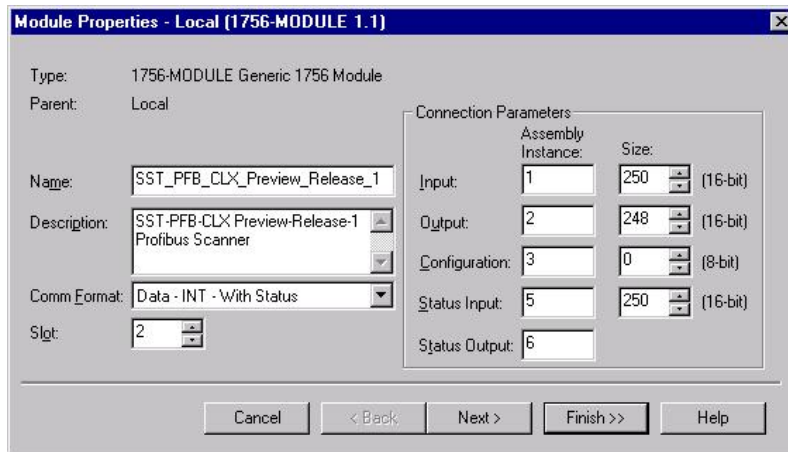 Module Properties - Local (1756-MODULE 1.1)
Type: 1756-MODULE Generic 1756 Module
Parent: Local
Name: SST_PFB_CLX_Preview_Release_1
Description: SST-PFB-CLX Preview-Release-1
Profibus Scanner
Comm Format: Data - INT - With Status
Slot: 2
Connection Parameters
Assembly
Instance: Size:
Input: 1 250 (16-bit)
Output: 2 248 (16-bit)
Configuration: 3 0 (8-bit)
Status Input: 5 250 (16-bit)
Status Output: 6
Cancel < Back Next > Finish >> Help